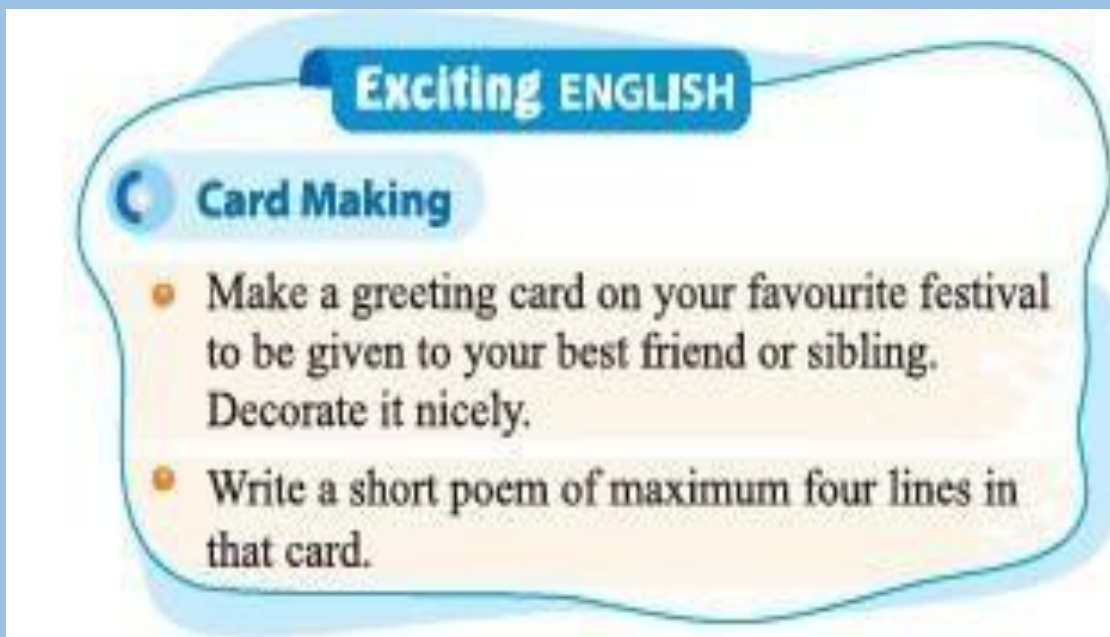 Exciting ENGLISH
Card Making
Make a greeting card on your favourite festival
to be given to your best friend or sibling.
Decorate it nicely.
Write a short poem of maximum four lines in
that card.